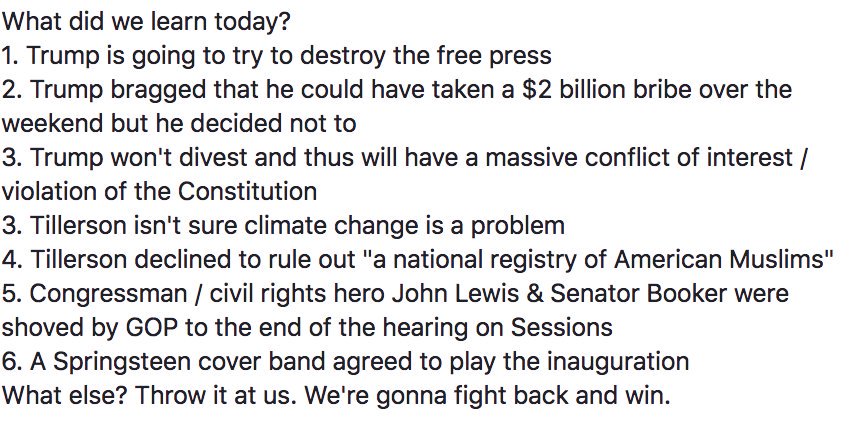 What did we learn today?
1. Trump is going to try to destroy the free press
2. Trump bragged that he could have taken a $2 billion bribe over the
weekend but he decided not to
3. Trump won't divest and thus will have a massive conflict of interest /
violation of the Constitution
3. Tillerson isn't sure climate change is a problem
4. Tillerson declined to rule out "a national registry of American Muslims"
5. Congressman / civil rights hero John Lewis & Senator Booker were
shoved by GOP to the end of the hearing on Sessions
6. A Springsteen cover band agreed to play the inauguration
What else? Throw it at us. We're gonna fight back and win.